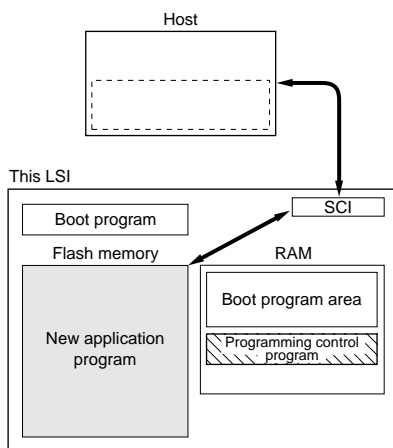 Host
This LSI
SCI
Boot program
Flash memory
RAM
New application
program
Boot program area
Programming control
program